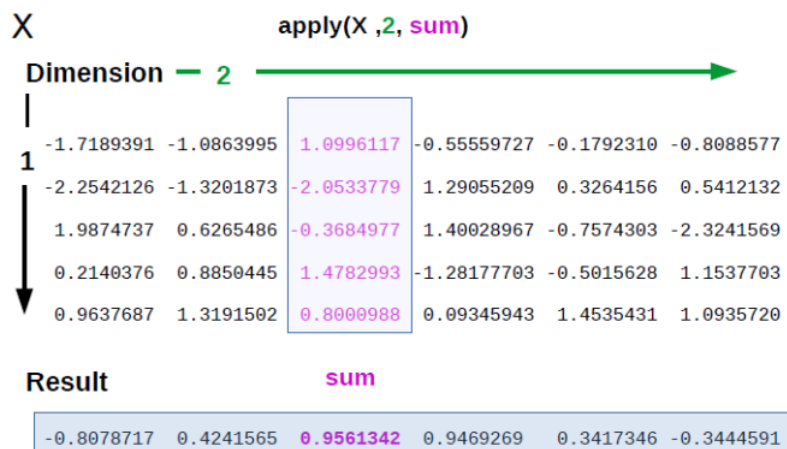 X
apply(X ,2, sum)
Dimension 2
1
-1.7189391 -1.0863995 1.0996117 -0.55559727 -0.1792310 -0.8088577
-2.2542126 -1.3201873 -2.0533779 1.29055209 0.3264156 0.5412132
1.9874737 0.6265486 -0.3684977 1.40028967 -0.7574303 -2.3241569
0.2140376 0.8850445 1.4782993 -1.28177703 -0.5015628 1.1537703
0.9637687 1.3191502 0.8000988 0.09345943 1.4535431 1.0935720
Result sum
-0.8078717 0.4241565 0.9561342 0.9469269 0.3417346 -0.3444591